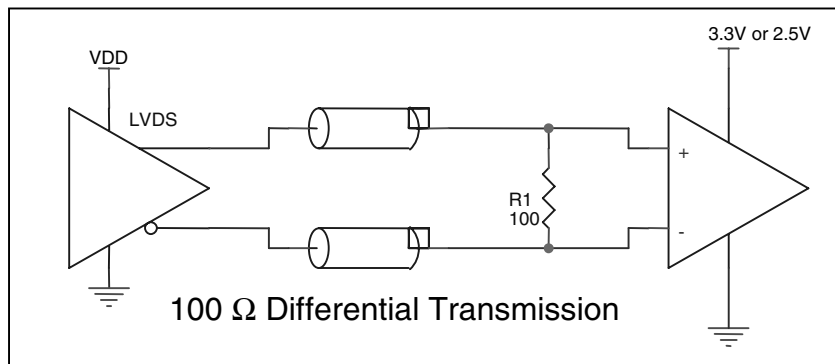 3.3V or 2.5V
VDD
LVDS
+
R1
100
-
100 Ω Differential Transmission